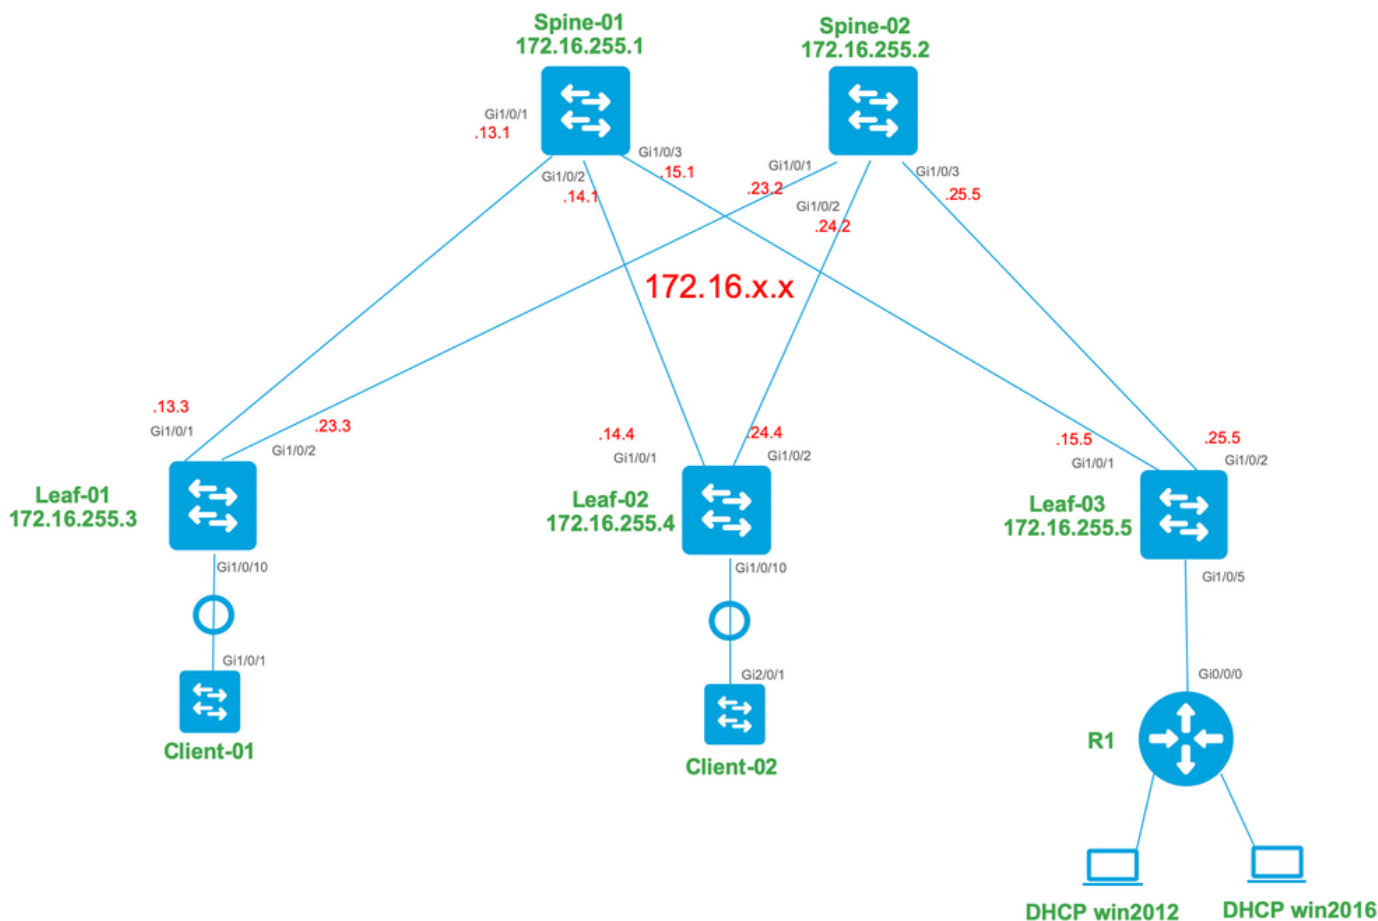 Spine-01
172.16.255.1
Spine-02
172.16.255.2
Gi1/0/1
.13.1
Gi1/0/2
.14.1
Gi1/0/3
.15.1
Gi1/0/1
.23.2
Gi1/0/2
.24.2
Gi1/0/3
.25.5
172.16.x.x
.13.3
Gi1/0/1
.23.3
Gi1/0/2
.14.4
Gi1/0/1
.24.4
Gi1/0/2
.15.5
Gi1/0/1
.25.5
Gi1/0/2
Leaf-01
172.16.255.3
Leaf-02
172.16.255.4
Leaf-03
172.16.255.5
Gi1/0/10
Gi1/0/10
Gi1/0/5
Gi1/0/1
Gi2/0/1
Gi0/0/0
Client-01
Client-02
R1
DHCP win2012
DHCP win2016